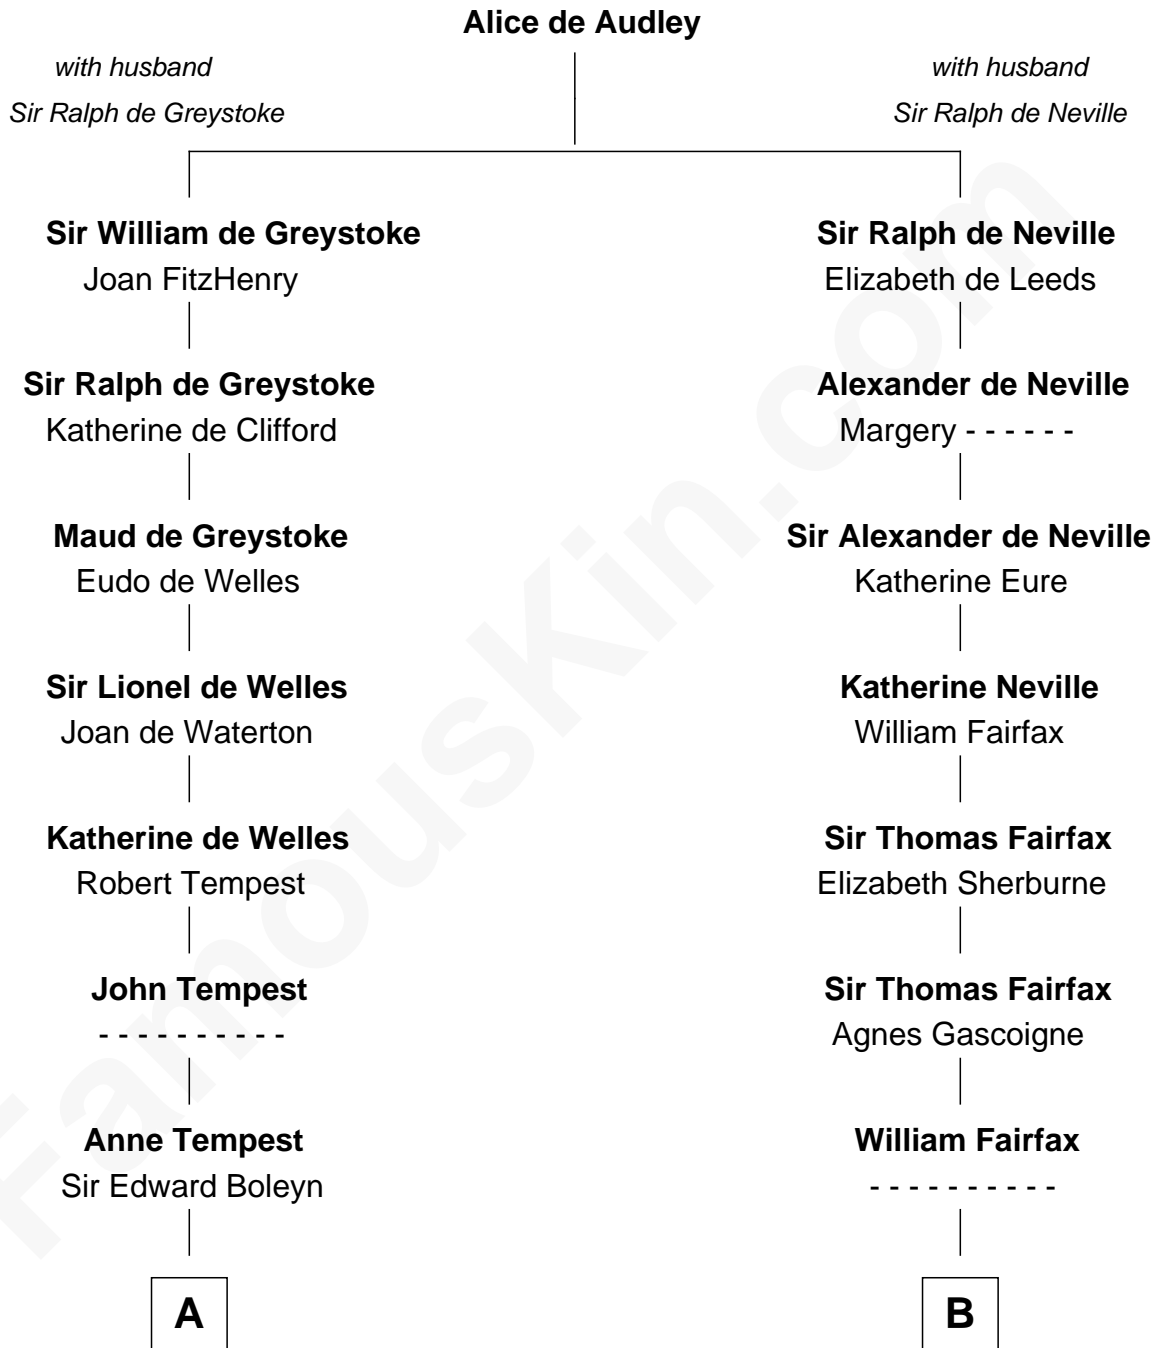 Alice de Audley
with husband
Sir Ralph de Greystoke
with husband
Sir Ralph de Neville
Sir William de Greystoke
Joan FitzHenry
Sir Ralph de Neville
Elizabeth de Leeds
Sir Ralph de Greystoke
Katherine de Clifford
Alexander de Neville
Margery - - - - - -
Maud de Greystoke
Eudo de Welles
Sir Alexander de Neville
Katherine Eure
Sir Lionel de Welles
Joan de Waterton
Katherine Neville
William Fairfax
Katherine de Welles
Robert Tempest
Sir Thomas Fairfax
Elizabeth Sherburne
John Tempest
- - - - - - - - - -
Sir Thomas Fairfax
Agnes Gascoigne
Anne Tempest
Sir Edward Boleyn
William Fairfax
- - - - - - - - - -
A
B
FamousKin.com